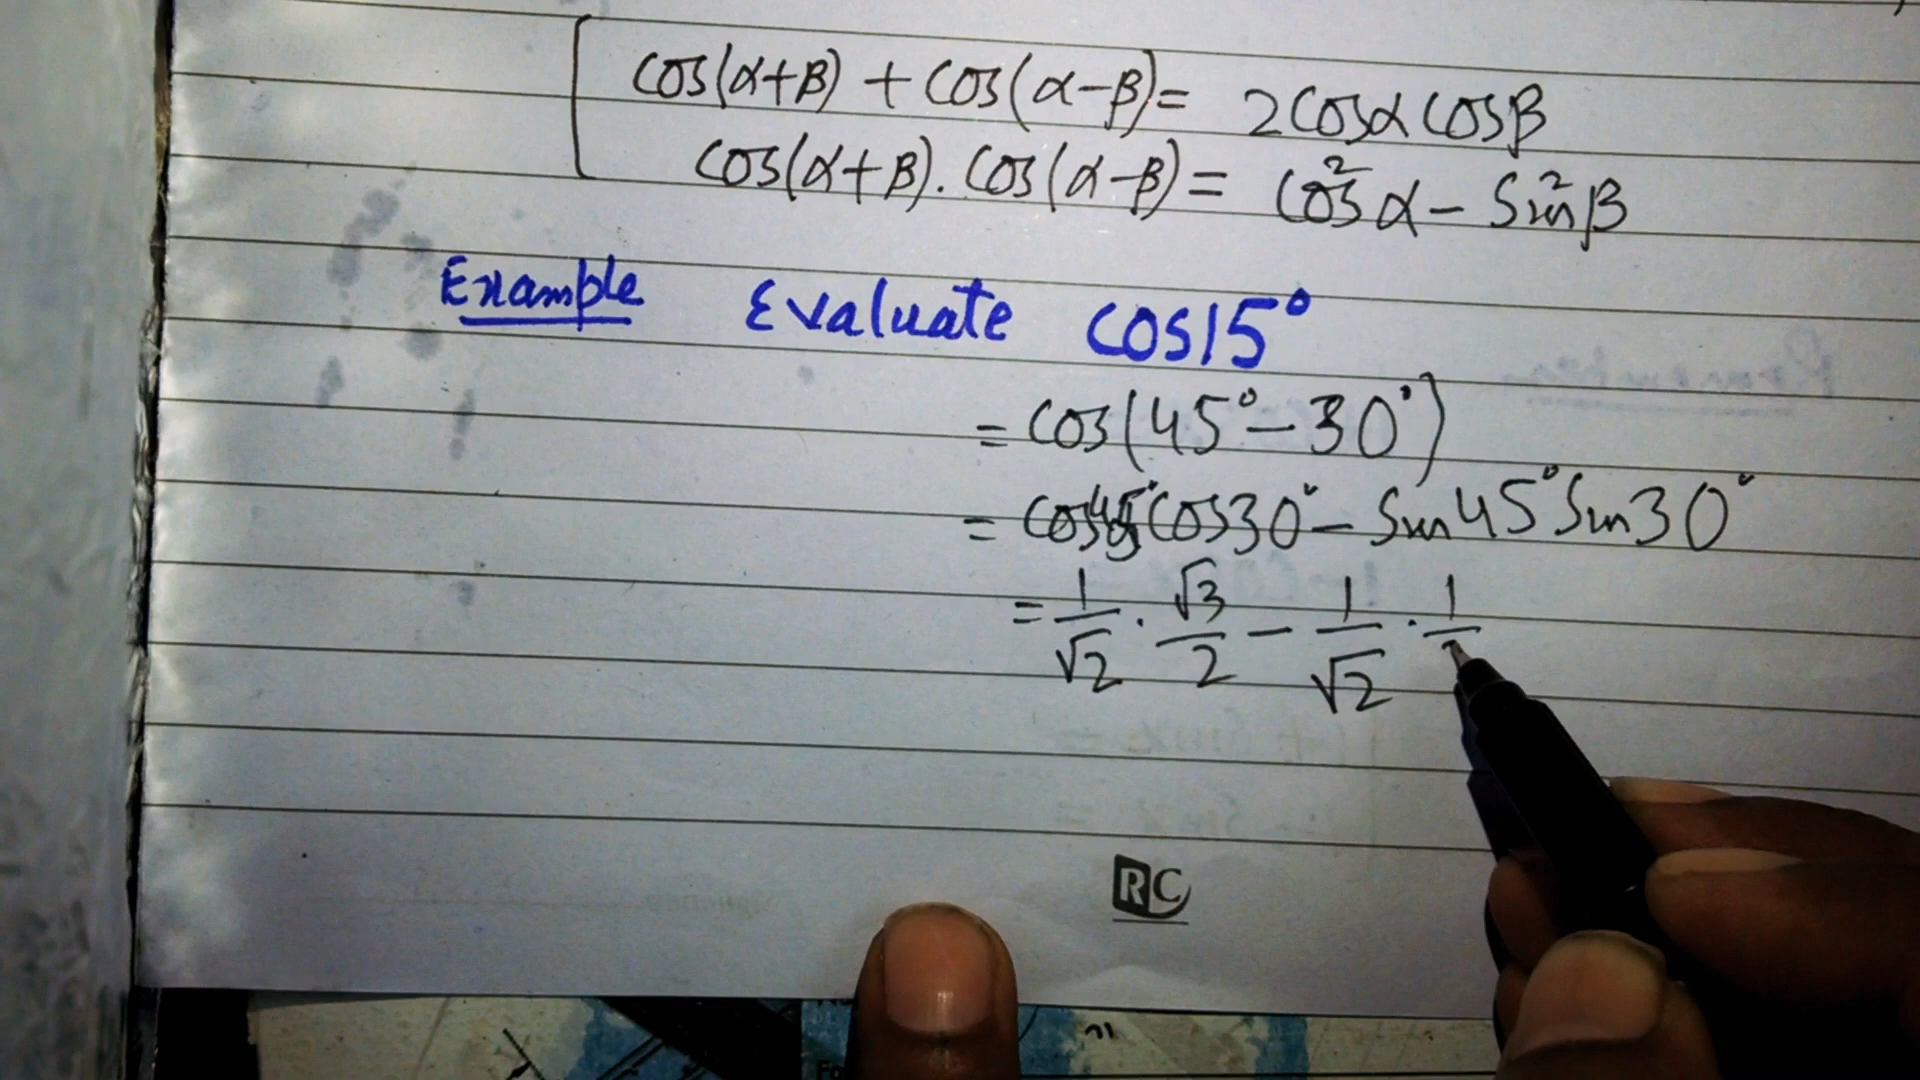 cos(α+β) + cos(α-β) = 2cosα cosβ
cos(α+β). cos(α-β) = cos²α - sin²β
Example Evaluate cos15°
= cos(45°-30°)
= cos45°cos30° - sin45°sin30°
= 1/√2 . √3/2 - 1/√2 . 1/
RC